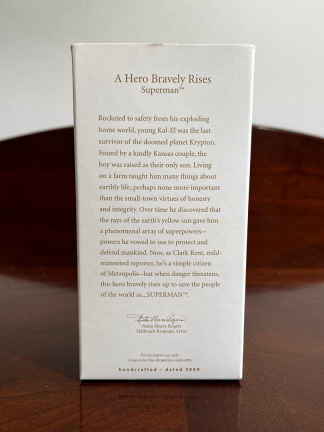 A Hero Bravely Rises
Superman™
Rocketed to safety from his exploding
home world, young Kal-El was the last
survivor of the doomed planet Krypton.
Found by a kindly Kansas couple, the
boy was raised as their only son. Living
on a farm taught him many things about
earthly life, perhaps none more important
than the small-town virtues of honesty
and integrity. Over time he discovered that
the rays of the earth's yellow sun gave him
a phenomenal array of superpowers—
powers he vowed to use to protect and
defend mankind. Now, as Clark Kent, mild-
mannered reporter, he's a simple citizen
of Metropolis—but when danger threatens,
this hero bravely rises up to save the people
of the world as...SUPERMAN™.
Hallmark Keepsake Artist
handcrafted • dated